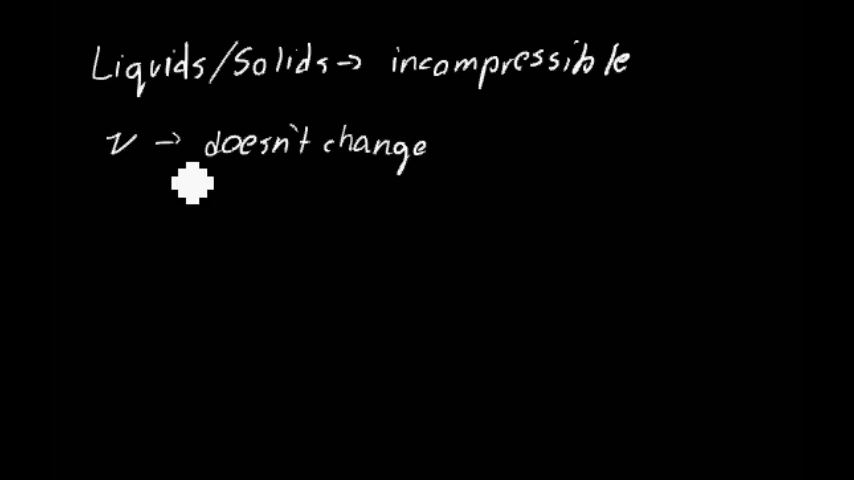 Liquids/Solids → incompressible
v → doesn't change